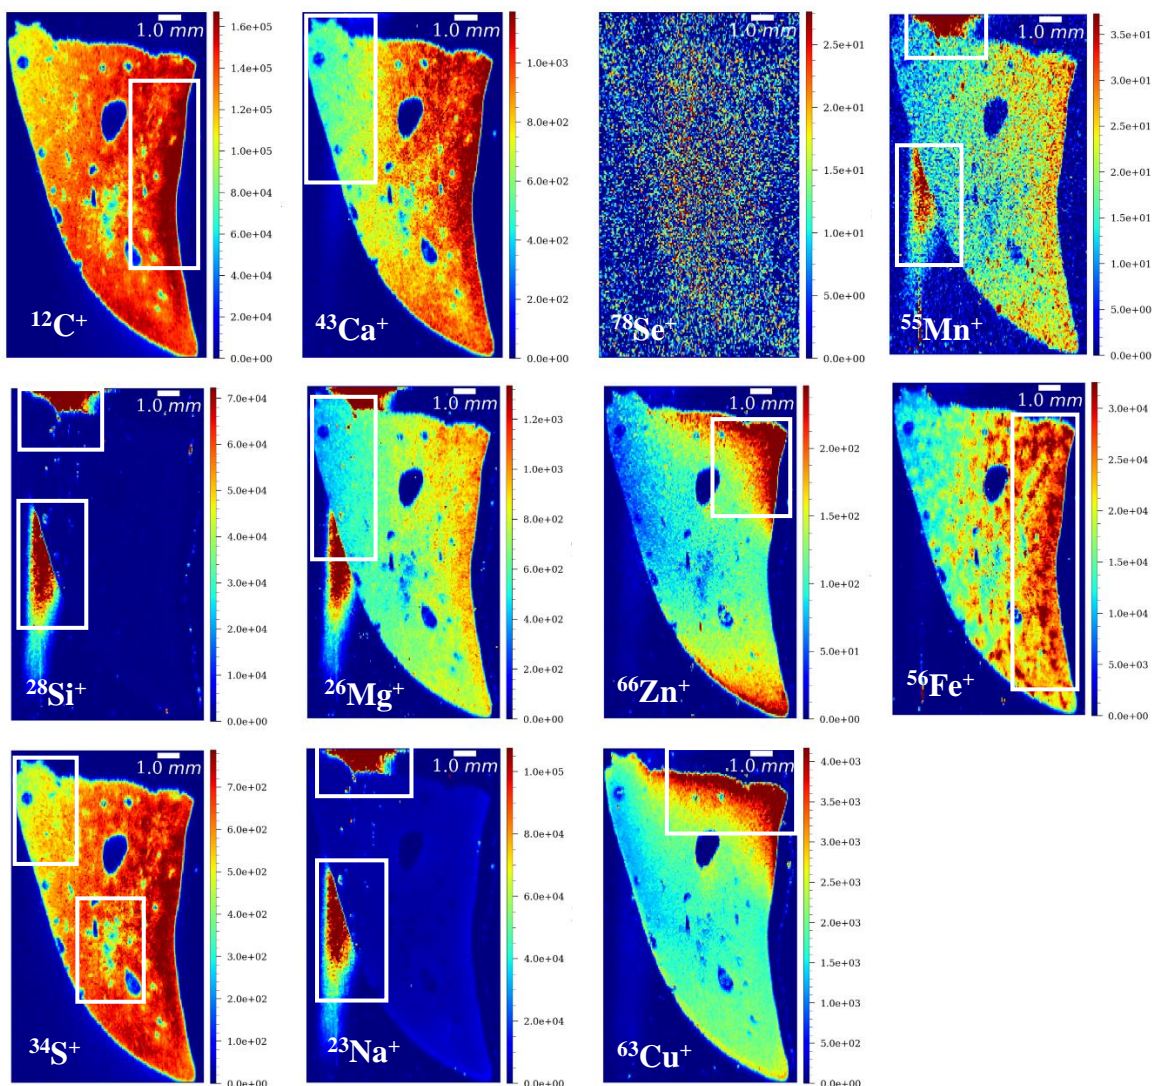 1.0 mm
1.6e+05
1.4e+05
1.2e+05
1.0e+05
8.0e+04
6.0e+04
4.0e+04
2.0e+04
0.0e+00
¹²C⁺
1.0 mm
1.0e+03
8.0e+02
6.0e+02
4.0e+02
2.0e+02
0.0e+00
⁴³Ca⁺
1.0 mm
2.5e+01
2.0e+01
1.5e+01
1.0e+01
5.0e+00
0.0e+00
⁷⁸Se⁺
1.0 mm
3.5e+01
3.0e+01
2.5e+01
2.0e+01
1.5e+01
1.0e+01
5.0e+00
0.0e+00
⁵⁵Mn⁺
1.0 mm
7.0e+04
6.0e+04
5.0e+04
4.0e+04
3.0e+04
2.0e+04
1.0e+04
0.0e+00
²⁸Si⁺
1.0 mm
1.2e+03
1.0e+03
8.0e+02
6.0e+02
4.0e+02
2.0e+02
0.0e+00
²⁶Mg⁺
1.0 mm
2.0e+02
1.5e+02
1.0e+02
5.0e+01
0.0e+00
⁶⁶Zn⁺
1.0 mm
3.0e+04
2.5e+04
2.0e+04
1.5e+04
1.0e+04
5.0e+03
0.0e+00
⁵⁶Fe⁺
1.0 mm
7.0e+02
6.0e+02
5.0e+02
4.0e+02
3.0e+02
2.0e+02
1.0e+02
0.0e+00
³⁴S⁺
1.0 mm
1.0e+05
8.0e+04
6.0e+04
4.0e+04
2.0e+04
0.0e+00
²³Na⁺
1.0 mm
4.0e+03
3.5e+03
3.0e+03
2.5e+03
2.0e+03
1.5e+03
1.0e+03
5.0e+02
0.0e+00
⁶³Cu⁺